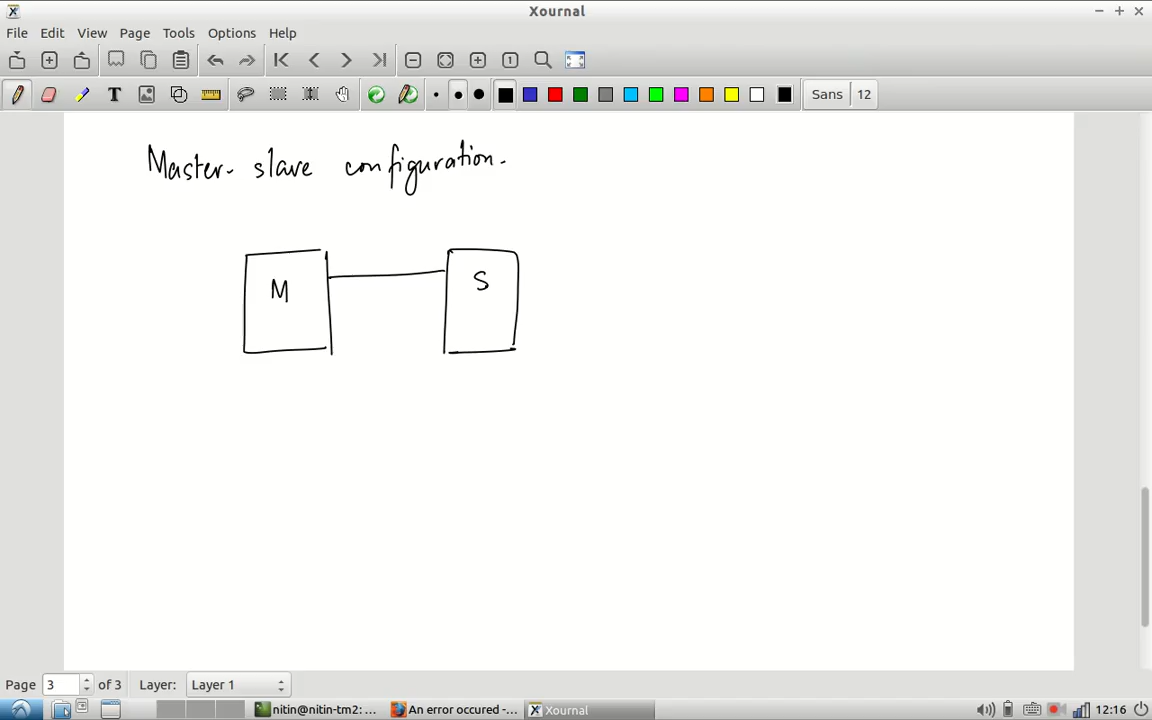 Xournal
File Edit View Page Tools Options Help
Sans 12
Master-slave configuration.
M S
Page 3 of 3 Layer: Layer 1
nitin@nitin-tm2: ... An error occured -... Xournal 12:16